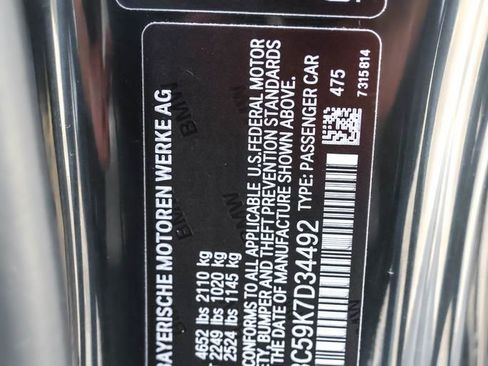 BAYERISCHE MOTOREN WERKE AG
4652 lbs 2110 kg
2249 lbs 1020 kg
2524 lbs 1145 kg
CONFORMS TO ALL APPLICABLE U.S. FEDERAL MOTOR
BUMPER AND THEFT PREVENTION STANDARDS
THE DATE OF MANUFACTURE SHOWN ABOVE.
C59K7D34492 TYPE: PASSENGER CAR
475
7315814
BMW
BMW